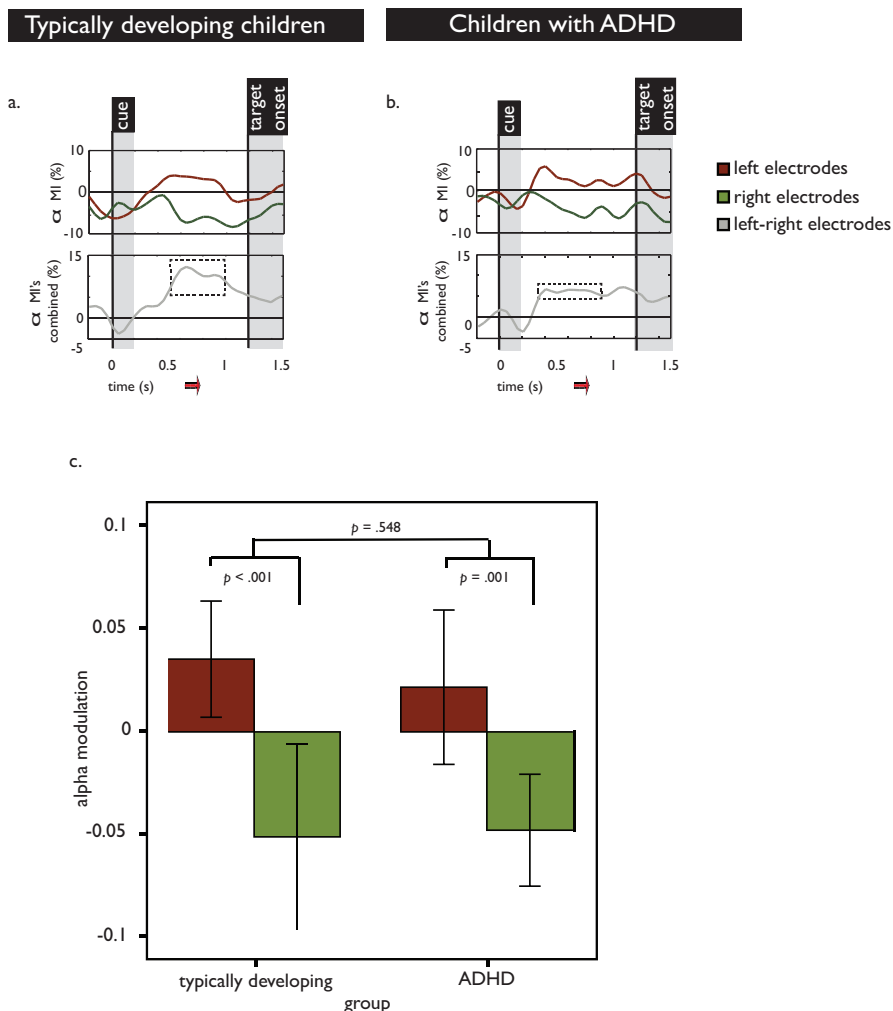 Typically developing children
Children with ADHD
a.
cue
target
onset
10
0
-10
α MI (%)
15
0
-5
α MI's
combined (%)
0
0.5
1
1.5
time (s)
b.
cue
target
onset
10
0
-10
α MI (%)
15
0
-5
α MI's
combined (%)
0
0.5
1
1.5
time (s)
left electrodes
right electrodes
left-right electrodes
c.
p = .548
p < .001
p = .001
0.1
0.05
0
-0.05
-0.1
alpha modulation
typically developing
ADHD
group